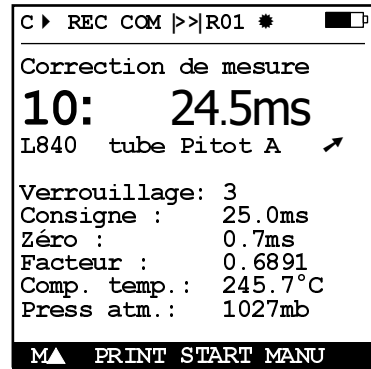 C ▶ REC COM |>>| R01 ✹
Correction de mesure
10: 24.5ms
L840 tube Pitot A ➚
Verrouillage: 3
Consigne : 25.0ms
Zéro : 0.7ms
Facteur : 0.6891
Comp. temp.: 245.7°C
Press atm.: 1027mb
M▲ PRINT START MANU